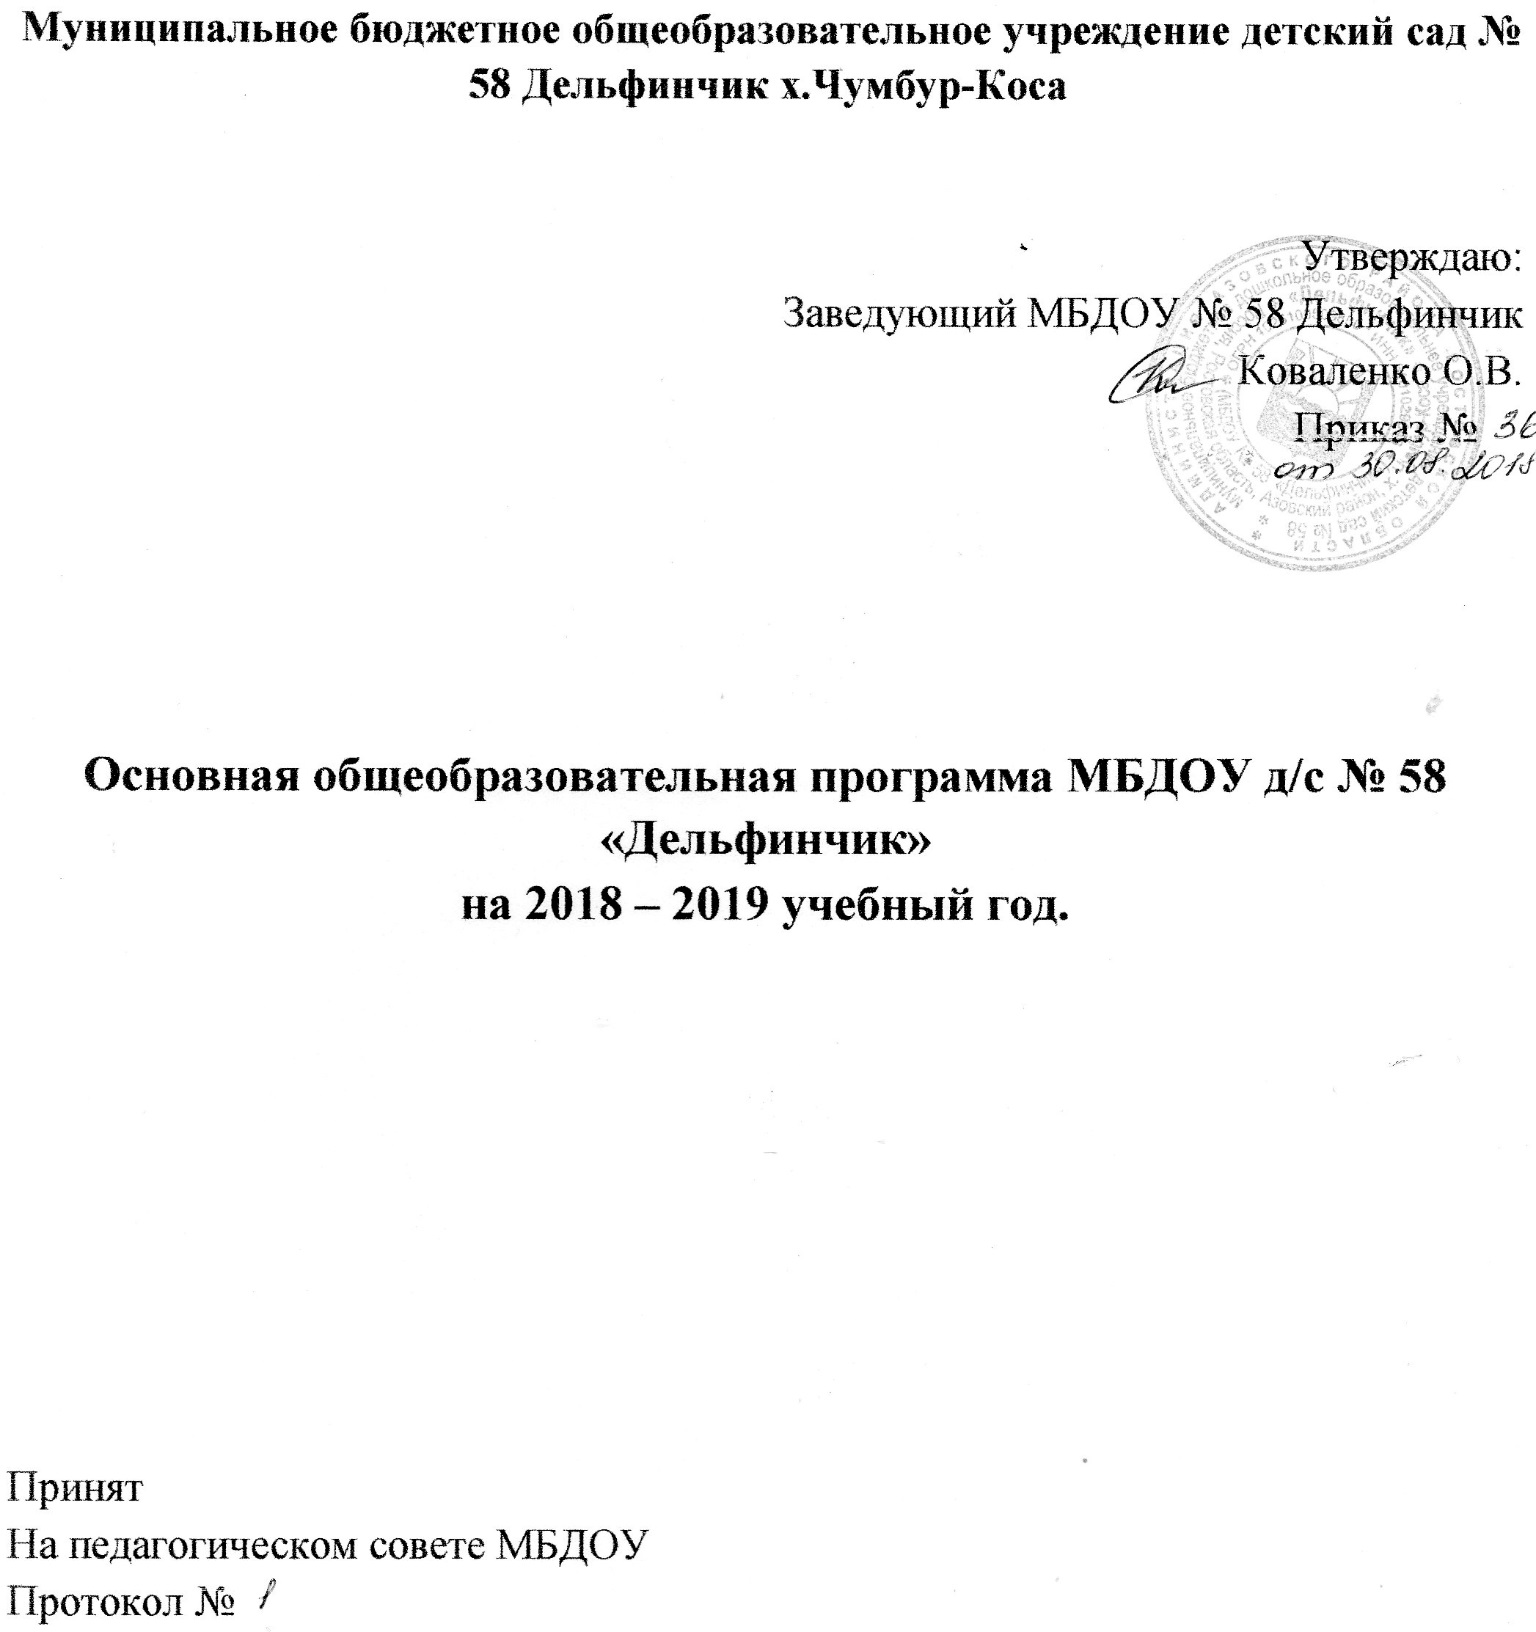 Муниципальное бюджетное общеобразовательное учреждение детский сад №
58 Дельфинчик х.Чумбур-Коса
Утверждаю:
Заведующий МБДОУ № 58 Дельфинчик
Коваленко О.В.
Приказ № 36
от 30.08.2018
Основная общеобразовательная программа МБДОУ д/с № 58
«Дельфинчик»
на 2018 – 2019 учебный год.
Принят
На педагогическом совете МБДОУ
Протокол № 1